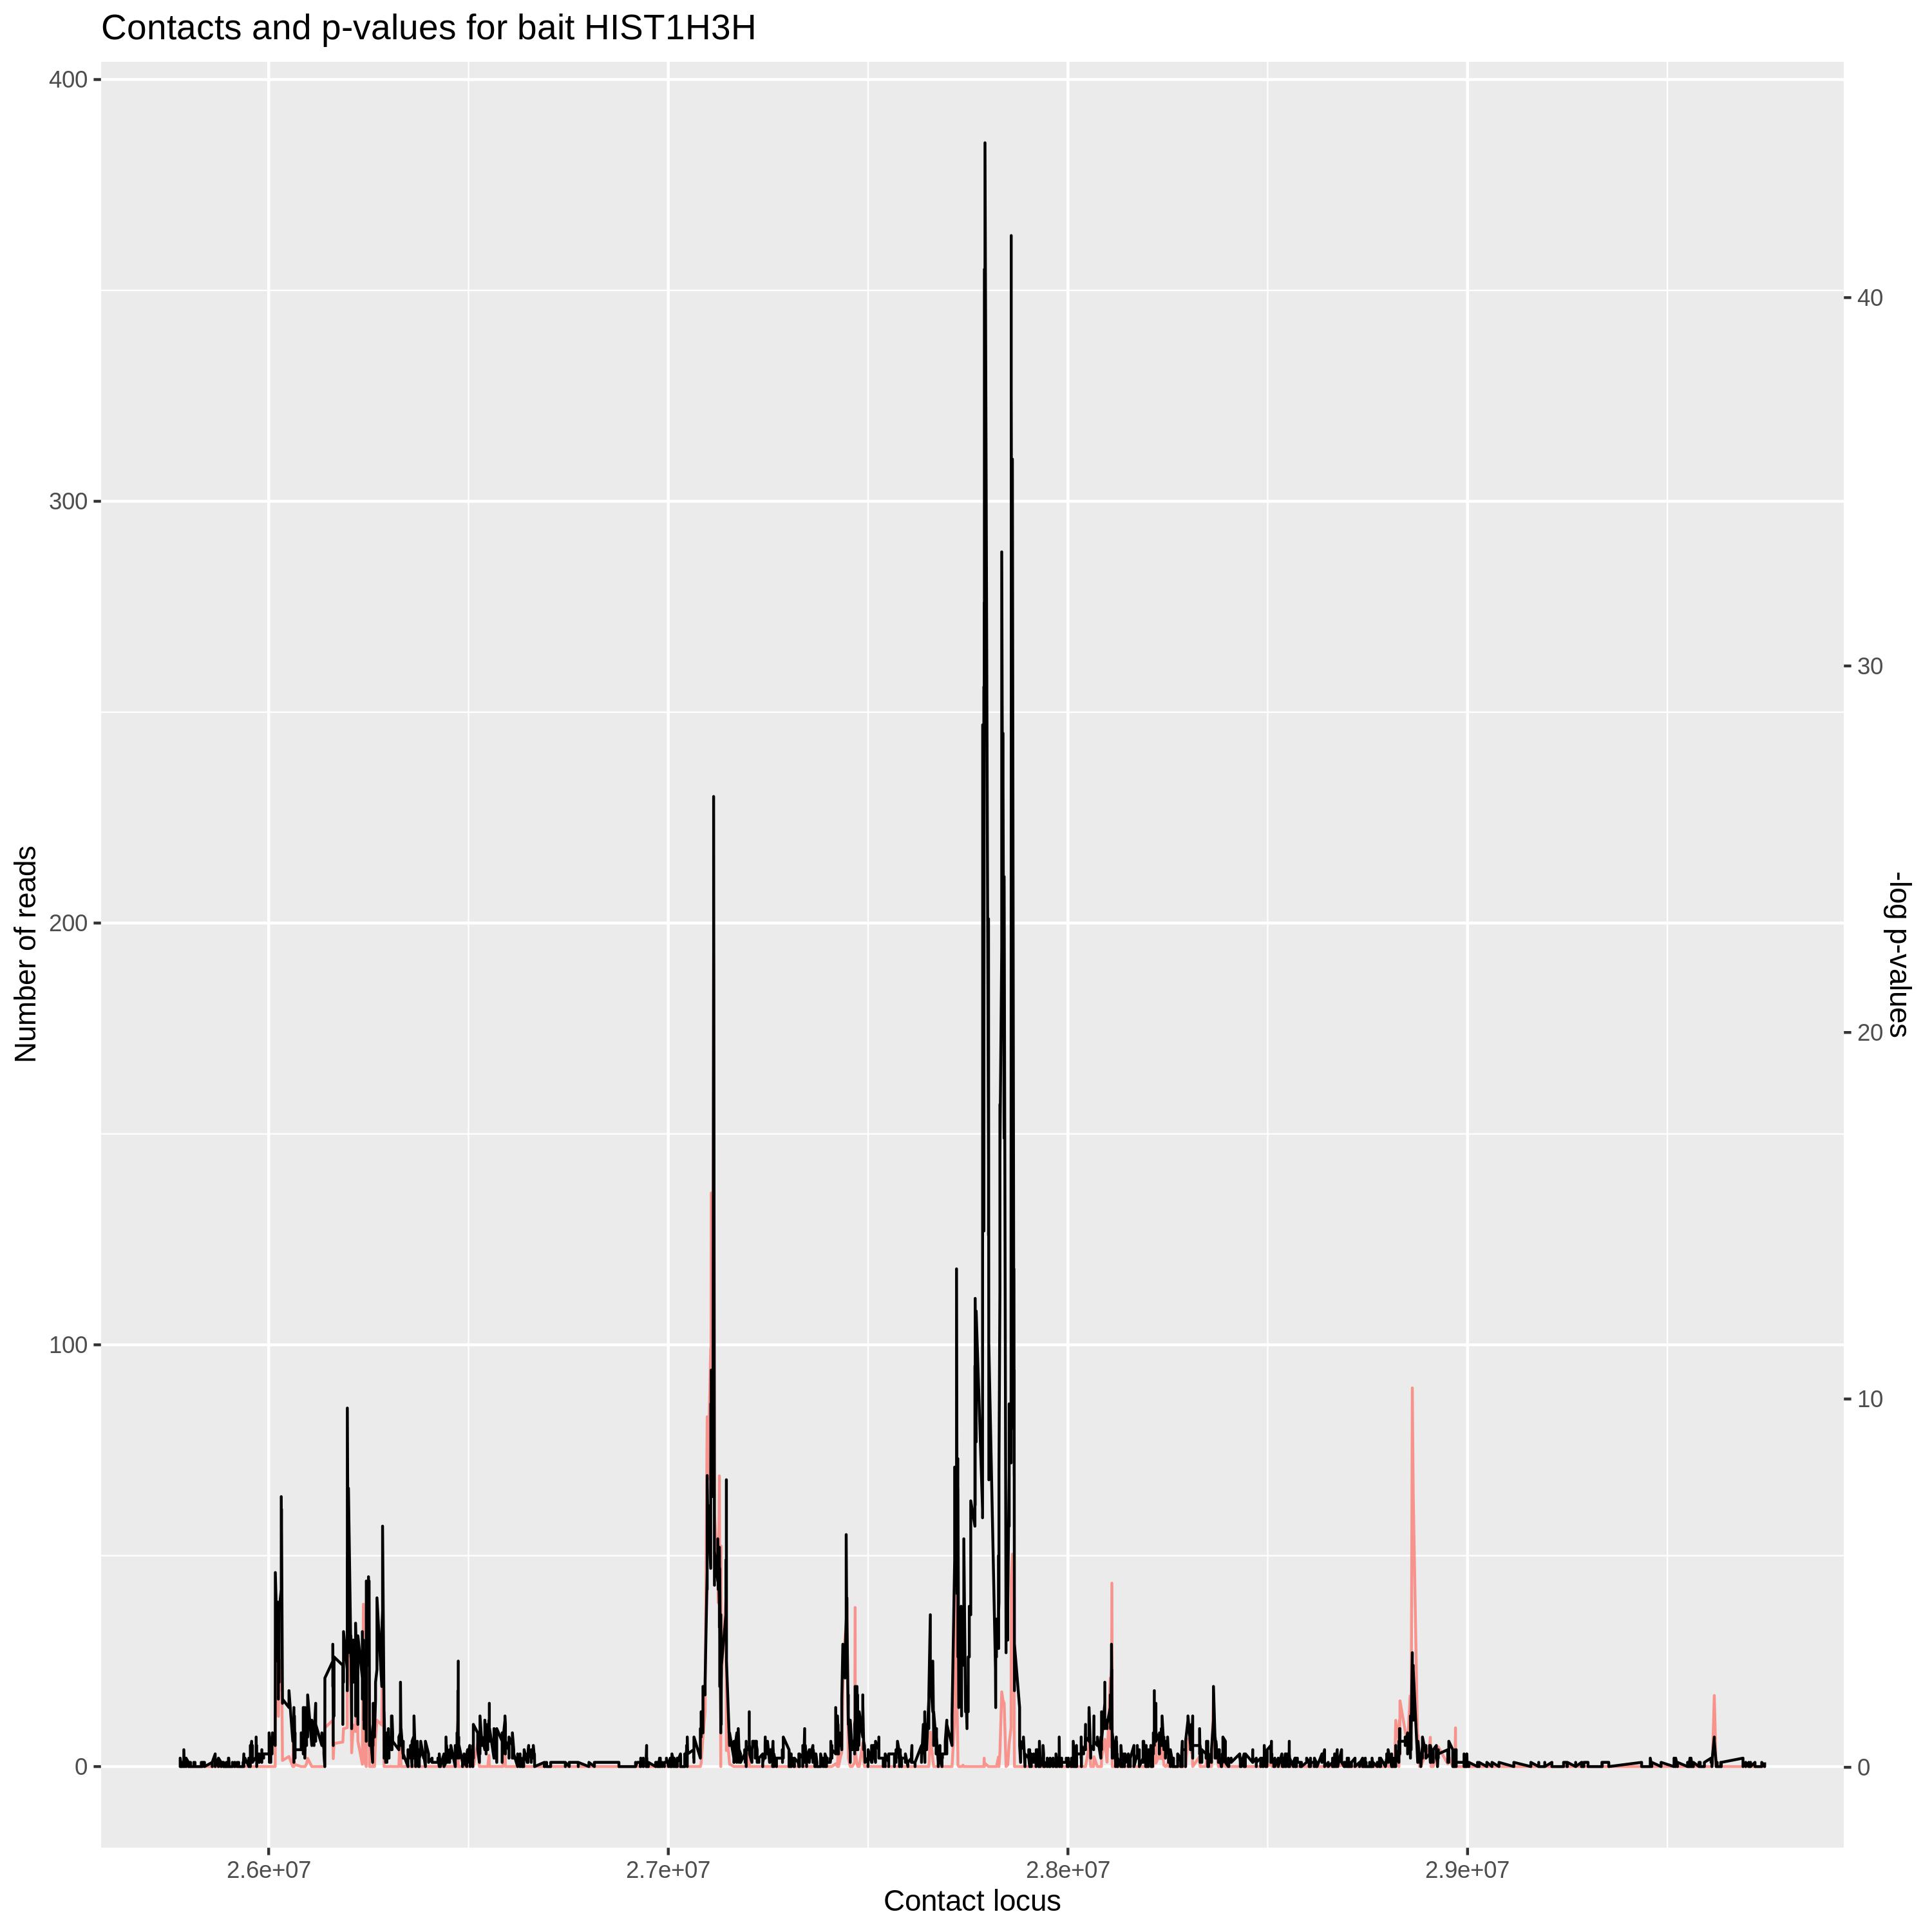 Contacts and p-values for bait HIST1H3H
400
300
200
100
0
Number of reads
40
30
20
10
0
-log p-values
2.6e+07 2.7e+07 2.8e+07 2.9e+07
Contact locus